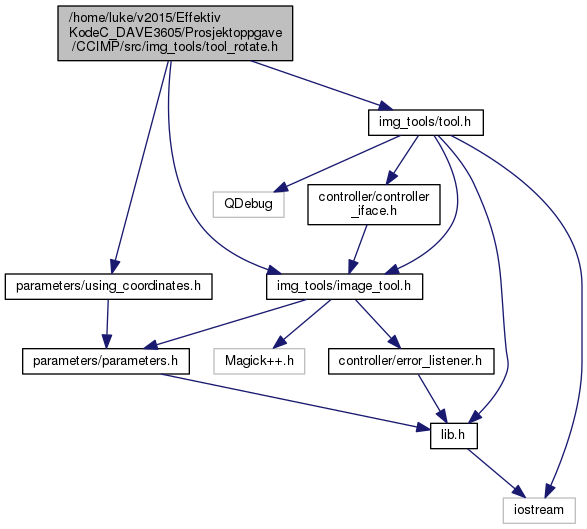 /home/luke/v2015/Effektiv
KodeC_DAVE3605/Prosjektoppgave
/CCIMP/src/img_tools/tool_rotate.h
img_tools/tool.h
QDebug
controller/controller
_iface.h
parameters/using_coordinates.h
img_tools/image_tool.h
parameters/parameters.h
Magick++.h
controller/error_listener.h
lib.h
iostream